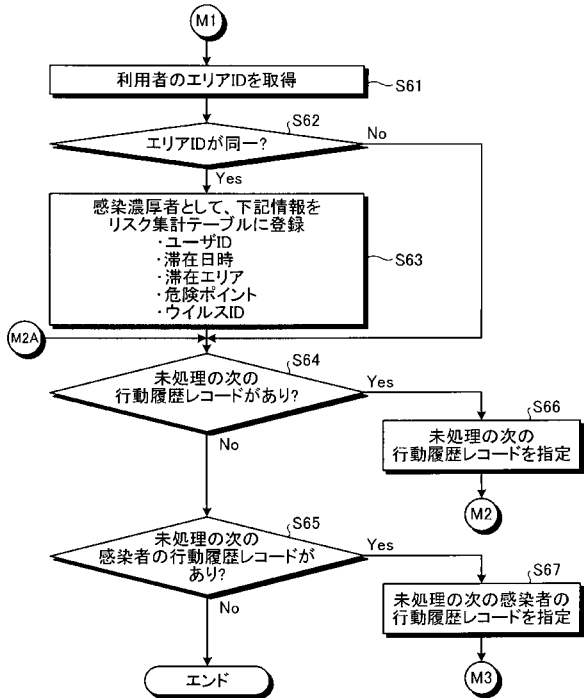 M1
利用者のエリアIDを取得
S61
S62
エリアIDが同一?
No
Yes
感染濃厚者として、下記情報を
リスク集計テーブルに登録
・ユーザID
・滞在日時
・滞在エリア
・危険ポイント
・ウイルスID
S63
M2A
S64
未処理の次の
行動履歴レコードがあり?
Yes
No
S66
未処理の次の
行動履歴レコードを指定
M2
S65
未処理の次の
感染者の行動履歴レコードが
あり?
Yes
No
S67
未処理の次の感染者の
行動履歴レコードを指定
M3
エンド